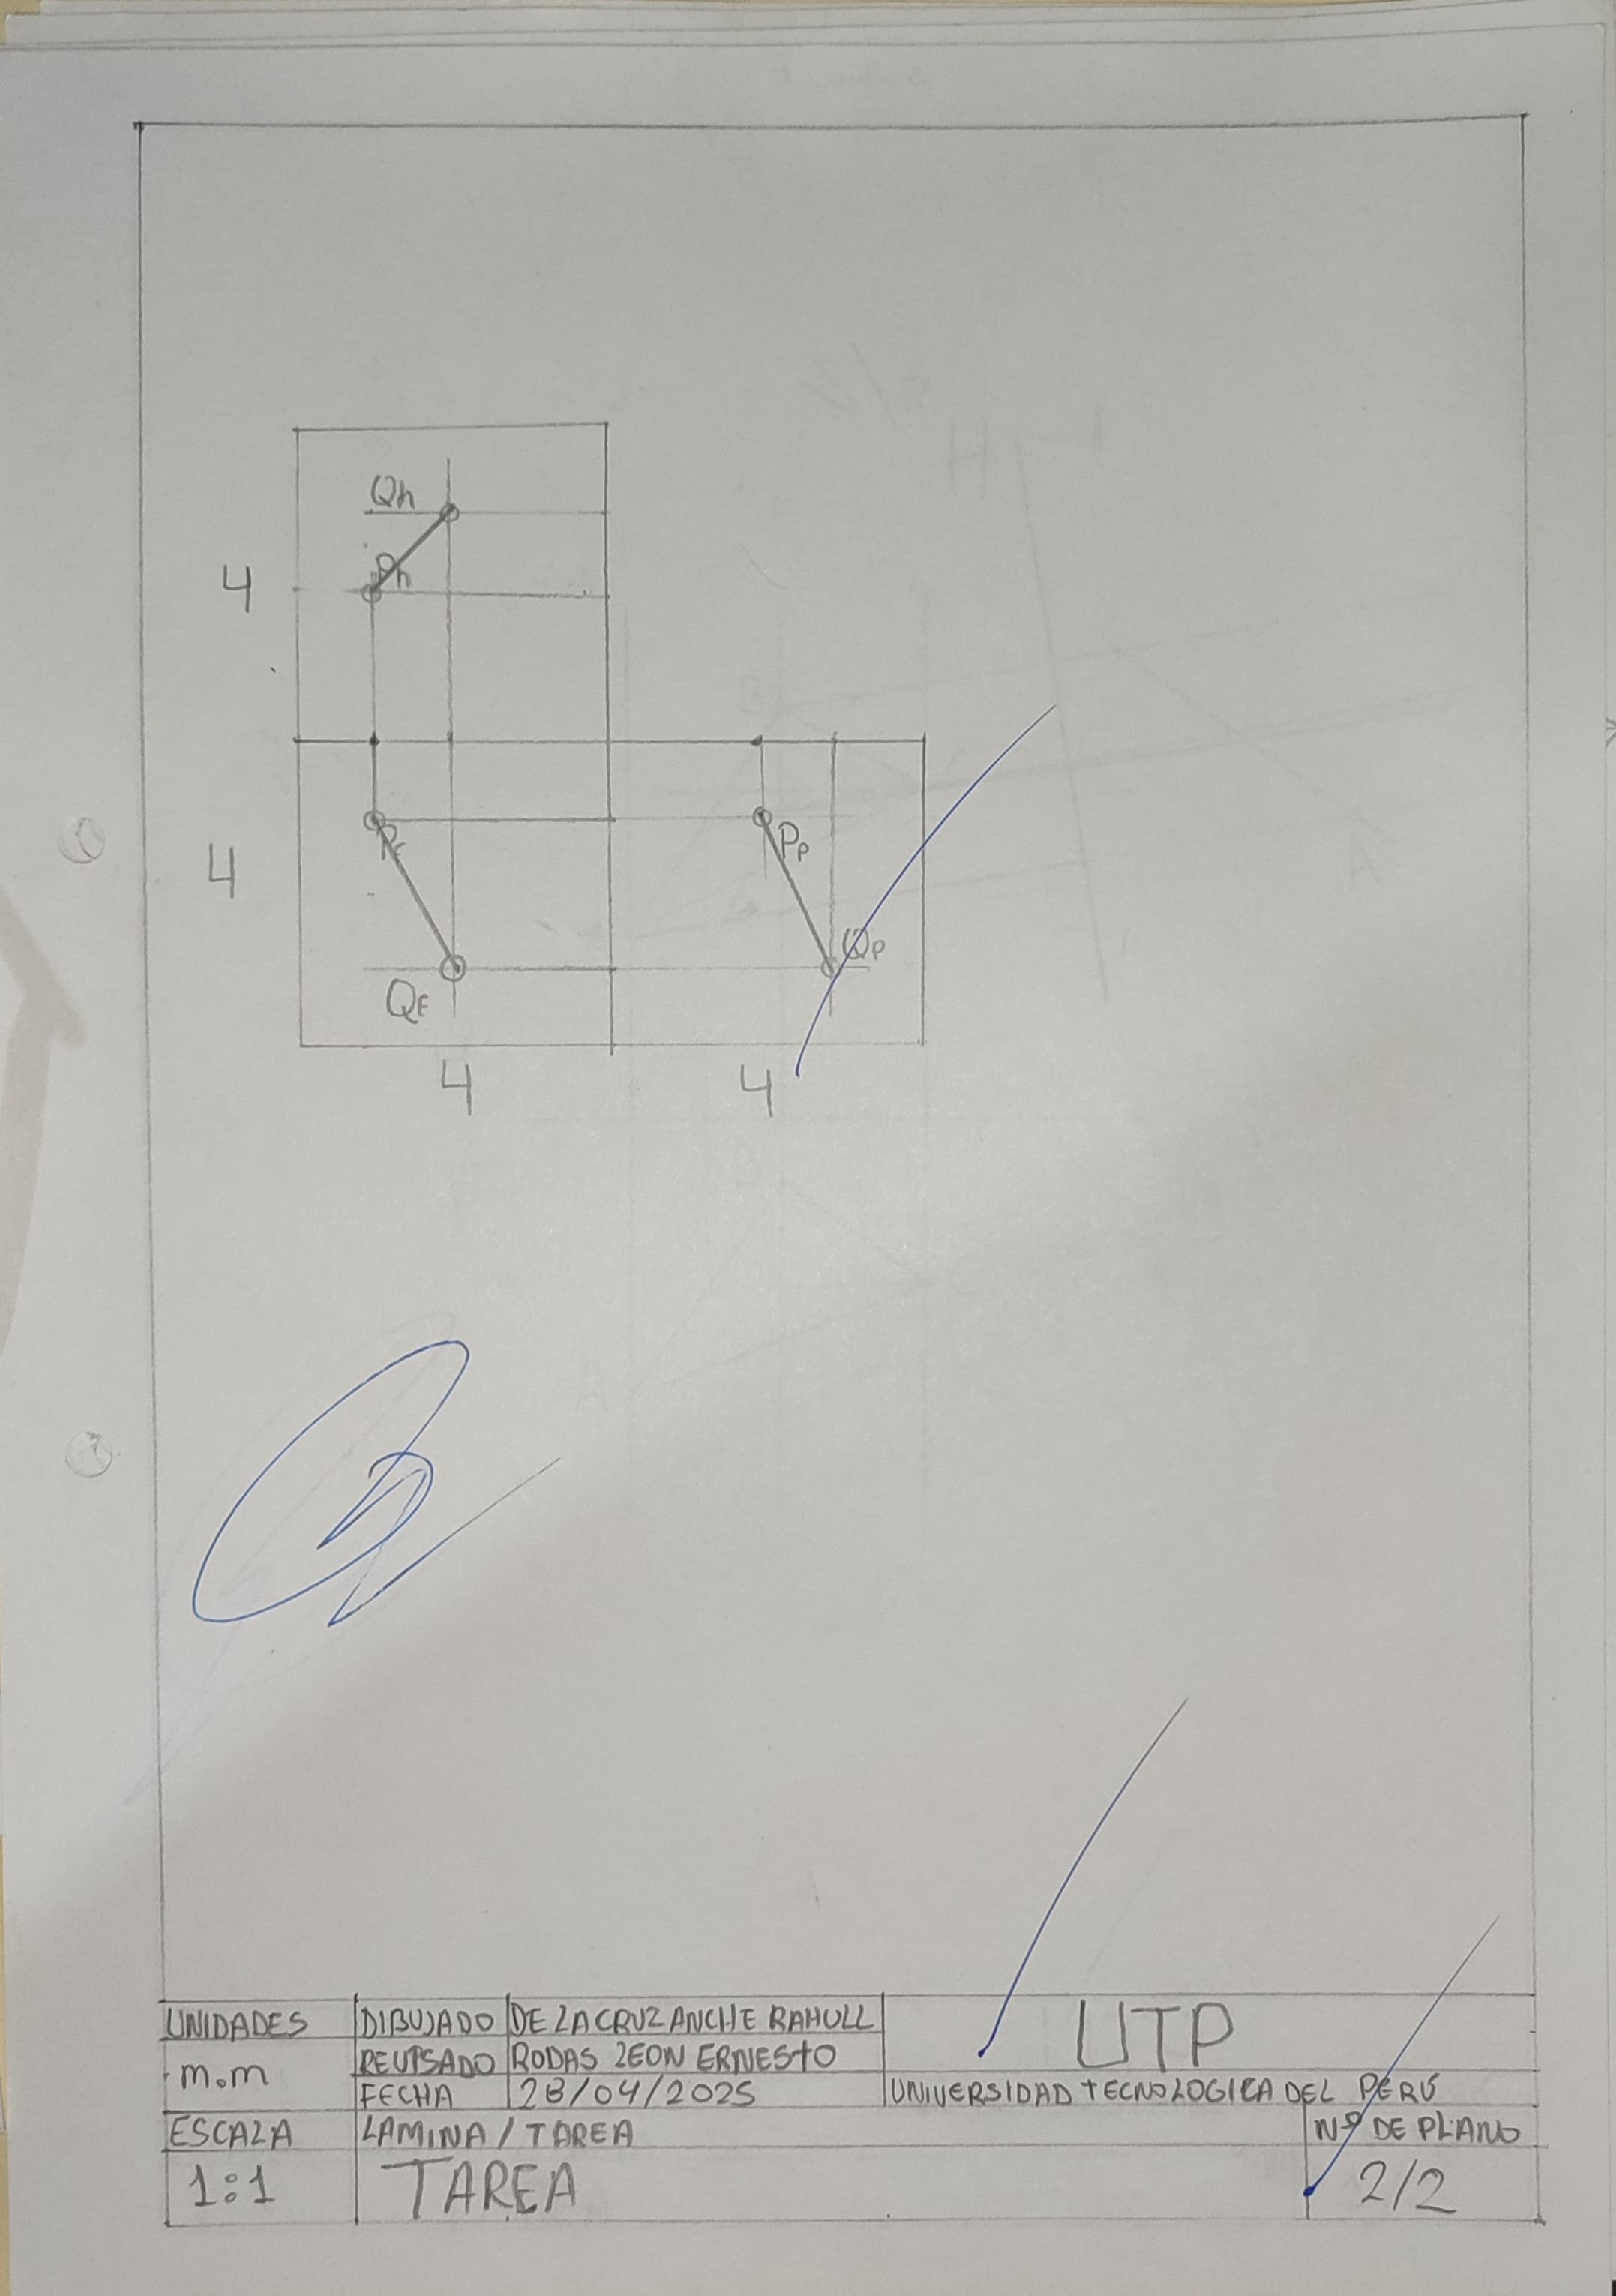 Qh
Ph
4
4
Pf
Pp
Qp
Qf
4 4
UNIDADES
m.m
DIBUJADO DE LA CRUZ ANCHE RAHULL
REVISADO RODAS LEON ERNESTO
FECHA 28/04/2025
UTP
UNIVERSIDAD TECNOLOGICA DEL PERÚ
ESCALA
1:1
LAMINA / TAREA
TAREA
Nº DE PLANO
2/2